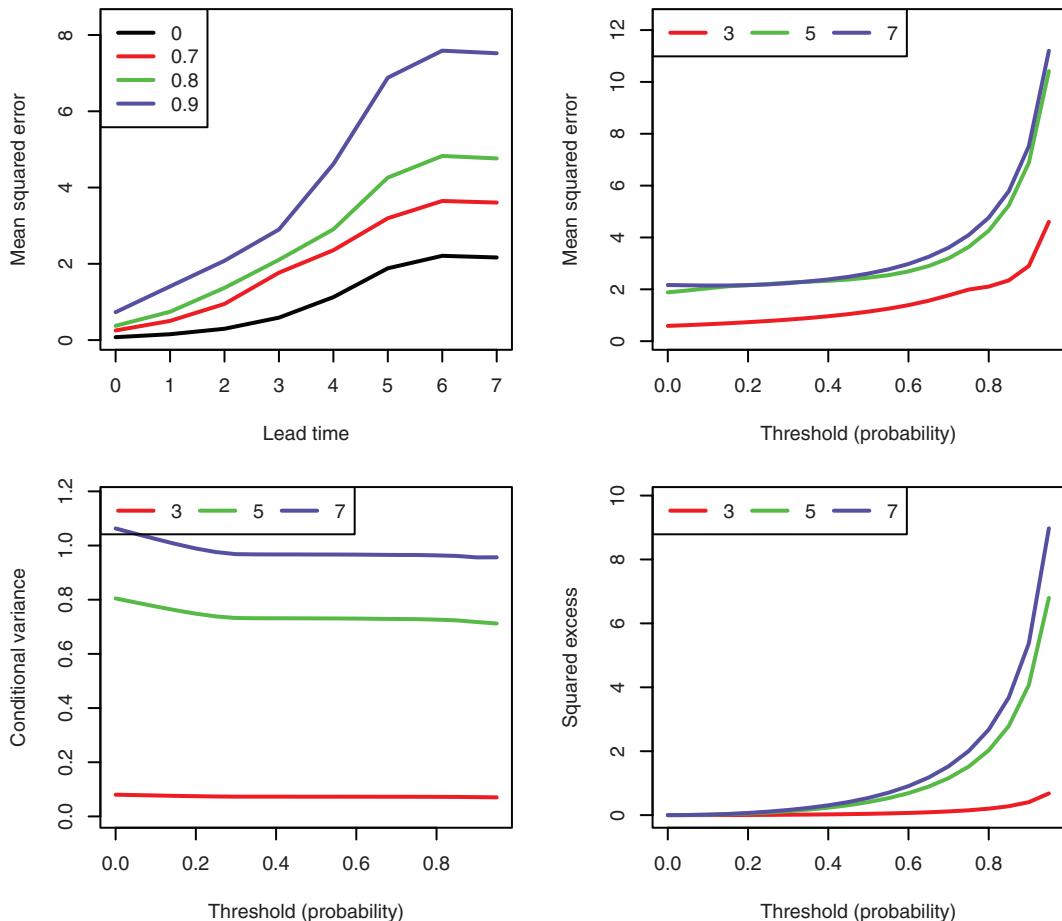 Mean squared error
8
6
4
2
0
0
0.7
0.8
0.9
0 1 2 3 4 5 6 7
Lead time
Mean squared error
12
10
8
6
4
2
0
3 5 7
0.0 0.2 0.4 0.6 0.8
Threshold (probability)
Conditional variance
1.2
1.0
0.8
0.6
0.4
0.2
0.0
3 5 7
0.0 0.2 0.4 0.6 0.8
Threshold (probability)
Squared excess
10
8
6
4
2
0
3 5 7
0.0 0.2 0.4 0.6 0.8
Threshold (probability)